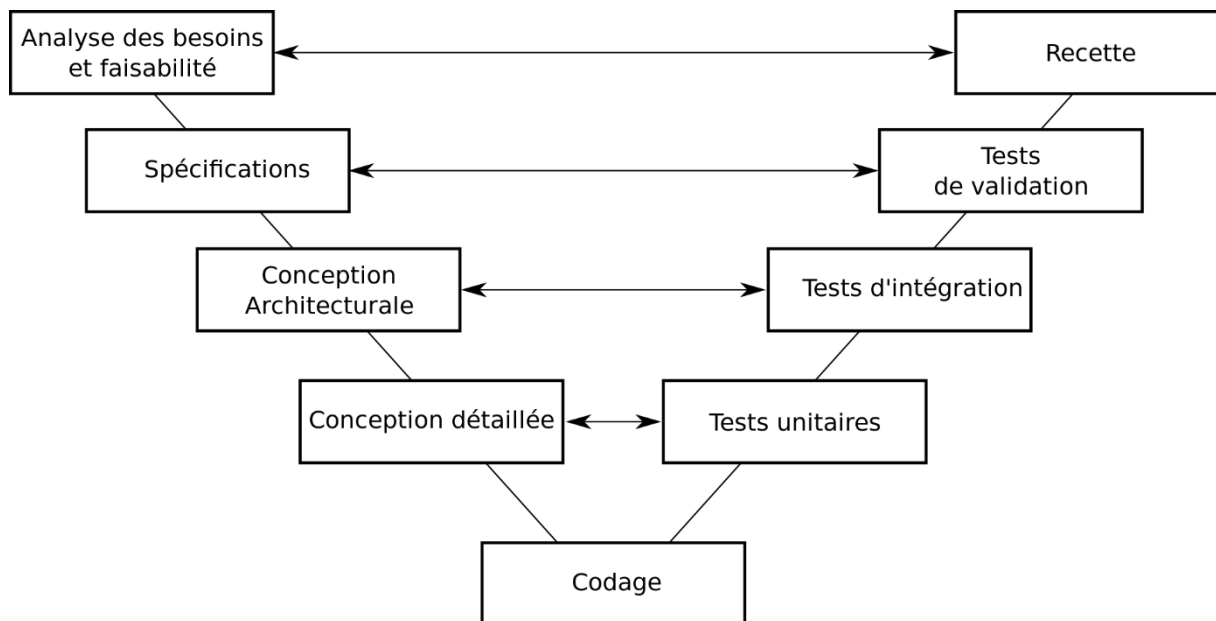 Analyse des besoins
et faisabilité
Recette
Spécifications
Tests
de validation
Conception
Architecturale
Tests d'intégration
Conception détaillée
Tests unitaires
Codage